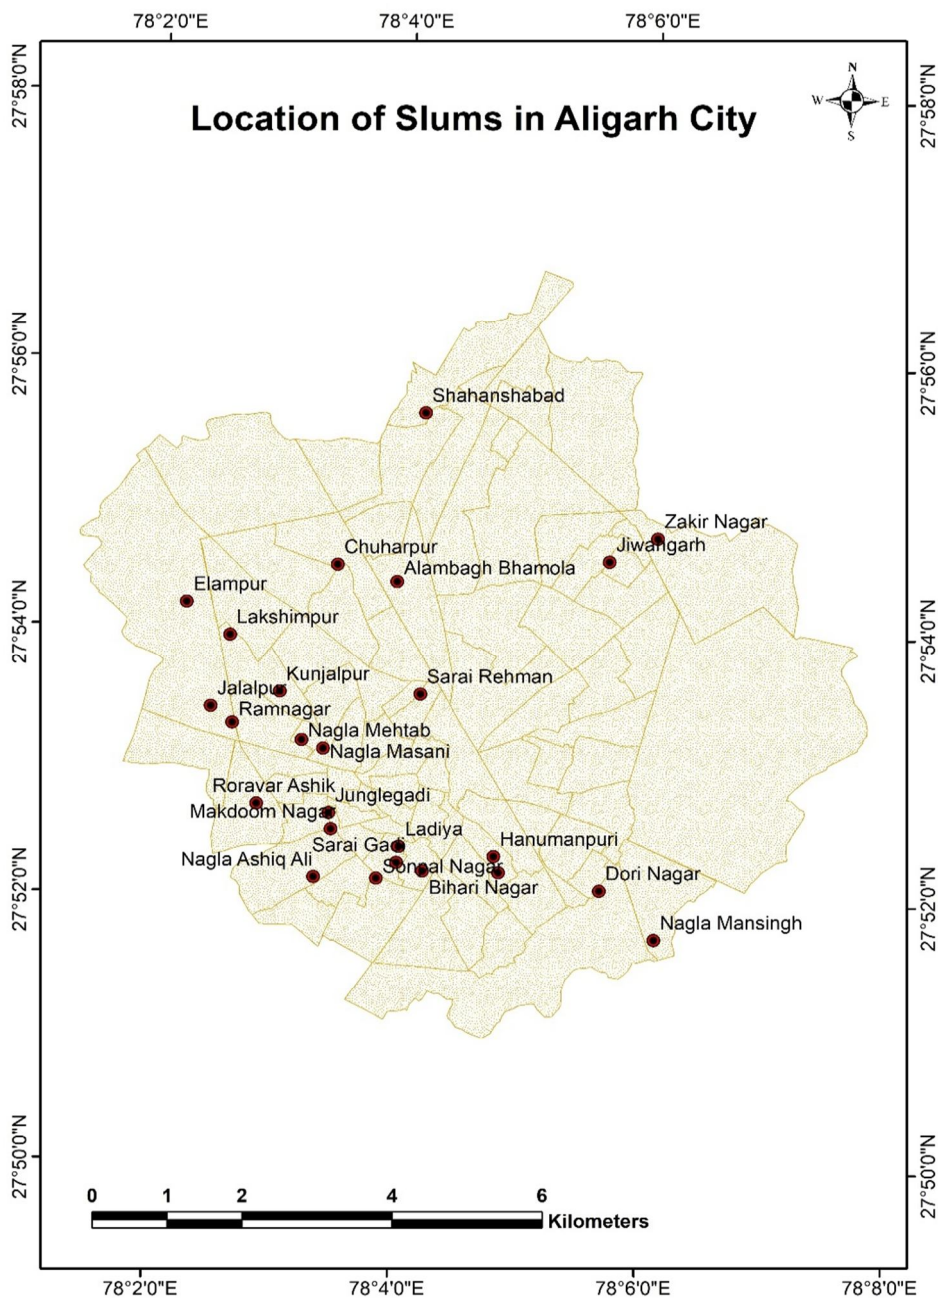 78°2'0"E
78°4'0"E
78°6'0"E
27°58'0"N
27°58'0"N
N
W
E
S
Location of Slums in Aligarh City
27°56'0"N
27°56'0"N
Shahanshabad
Zakir Nagar
Jiwangarh
Chuharpur
Alambagh Bhamola
Elampur
Lakshimpur
27°54'0"N
27°54'0"N
Kunjalpur
Sarai Rehman
Jalalpur
Ramnagar
Nagla Mehtab
Nagla Masani
Roravar Ashik
Junglegadi
Makdoom Nagar
Ladiya
Sarai Gadi
Hanumanpuri
Nagla Ashiq Ali
Sonpal Nagar
Dori Nagar
Bihari Nagar
27°52'0"N
27°52'0"N
Nagla Mansingh
27°50'0"N
27°50'0"N
0 1 2 4 6
Kilometers
78°2'0"E
78°4'0"E
78°6'0"E
78°8'0"E